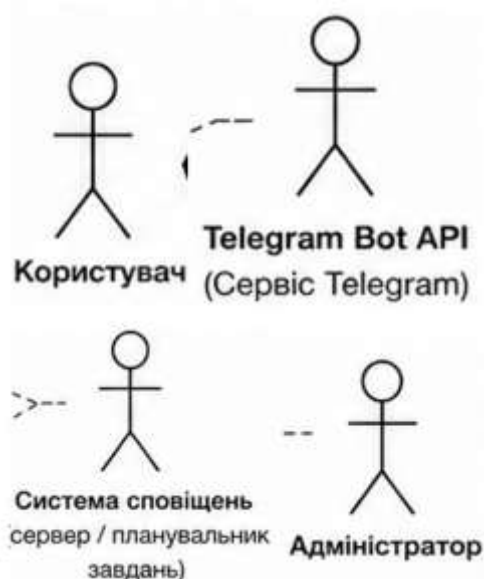 Користувач
Telegram Bot API
(Сервіс Telegram)
Система сповіщень
(сервер / планувальник
завдань)
Адміністратор